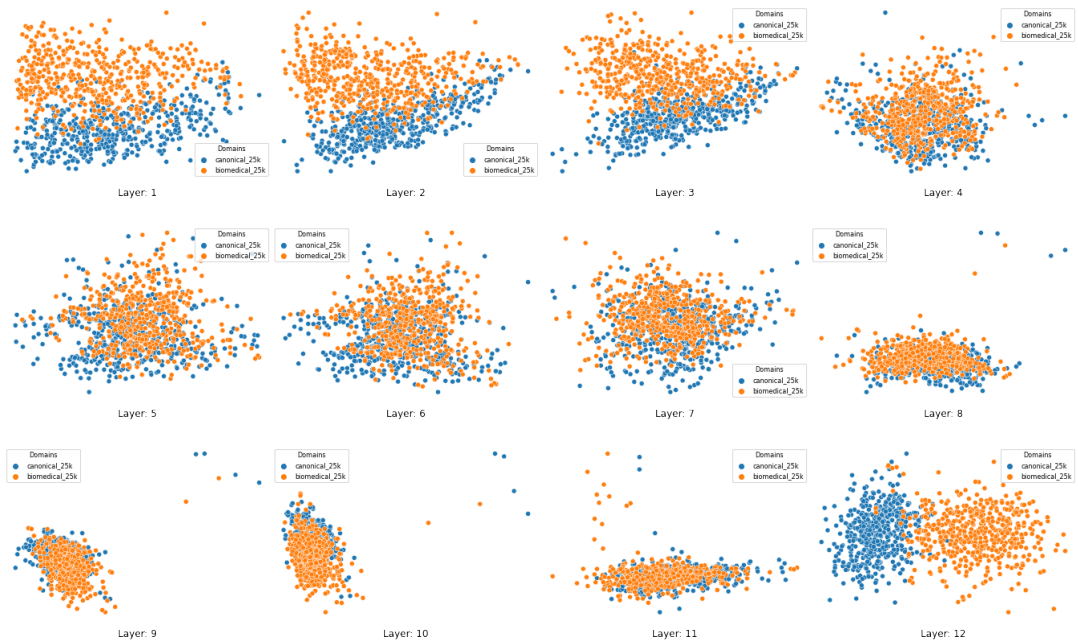 Domains
canonical_25k
biomedical_25k
Layer: 1
Domains
canonical_25k
biomedical_25k
Layer: 2
Domains
canonical_25k
biomedical_25k
Layer: 3
Domains
canonical_25k
biomedical_25k
Layer: 4
Domains
canonical_25k
biomedical_25k
Layer: 5
Domains
canonical_25k
biomedical_25k
Layer: 6
Domains
canonical_25k
biomedical_25k
Layer: 7
Domains
canonical_25k
biomedical_25k
Layer: 8
Domains
canonical_25k
biomedical_25k
Layer: 9
Domains
canonical_25k
biomedical_25k
Layer: 10
Domains
canonical_25k
biomedical_25k
Layer: 11
Domains
canonical_25k
biomedical_25k
Layer: 12